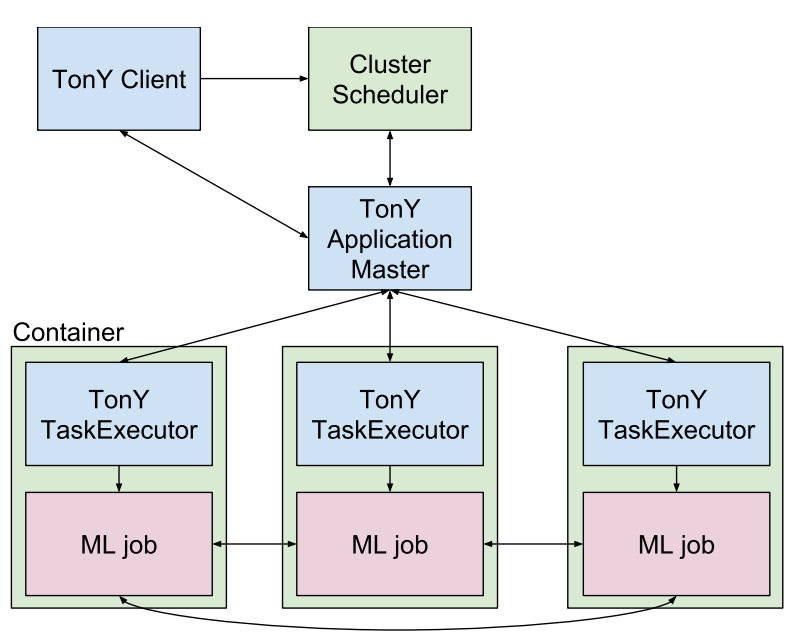 TonY Client
Cluster
Scheduler
TonY
Application
Master
Container
TonY
TaskExecutor
TonY
TaskExecutor
TonY
TaskExecutor
ML job
ML job
ML job